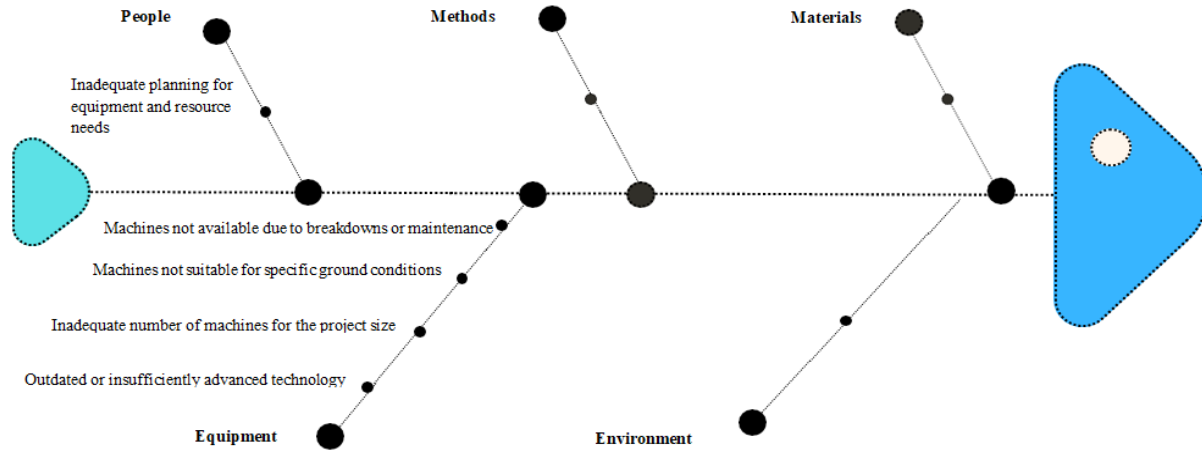 People
Methods
Materials
Inadequate planning for
equipment and resource
needs
Machines not available due to breakdowns or maintenance
Machines not suitable for specific ground conditions
Inadequate number of machines for the project size
Outdated or insufficiently advanced technology
Equipment
Environment